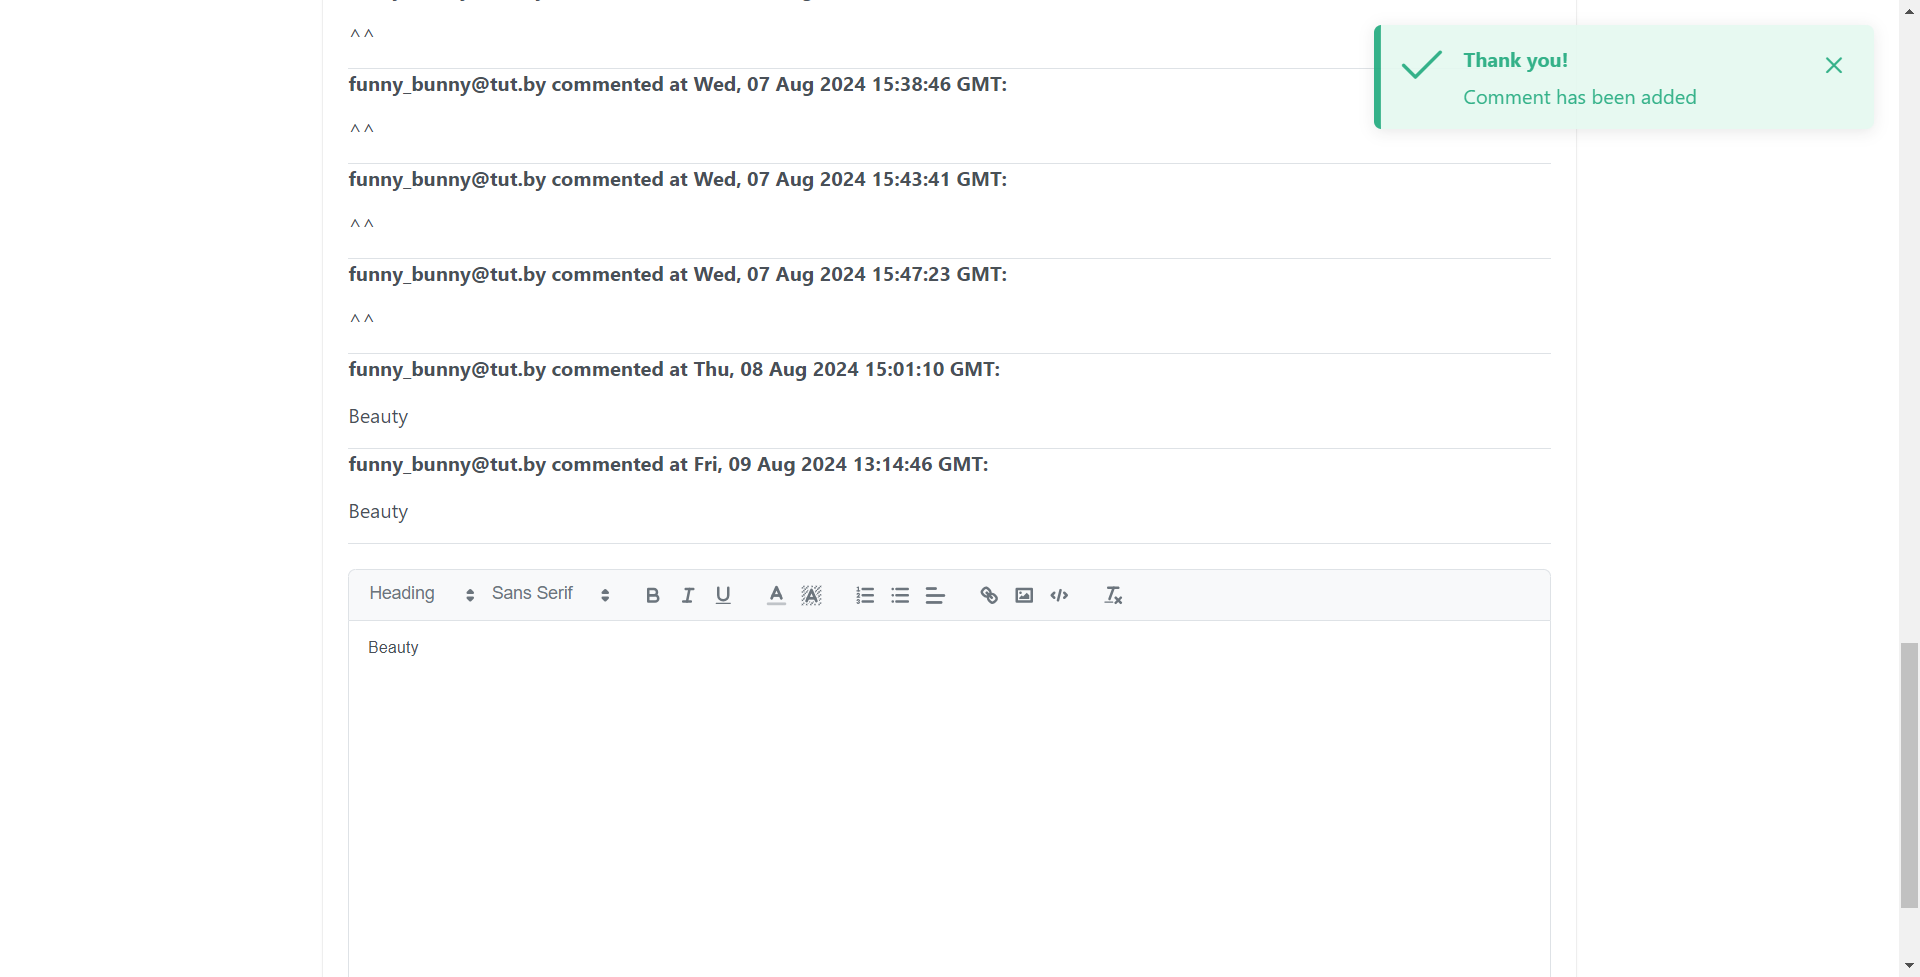 ^^
funny_bunny@tut.by commented at Wed, 07 Aug 2024 15:38:46 GMT:
^^
funny_bunny@tut.by commented at Wed, 07 Aug 2024 15:43:41 GMT:
^^
funny_bunny@tut.by commented at Wed, 07 Aug 2024 15:47:23 GMT:
^^
funny_bunny@tut.by commented at Thu, 08 Aug 2024 15:01:10 GMT:
Beauty
funny_bunny@tut.by commented at Fri, 09 Aug 2024 13:14:46 GMT:
Beauty
Heading Sans Serif
Beauty
Thank you!
Comment has been added